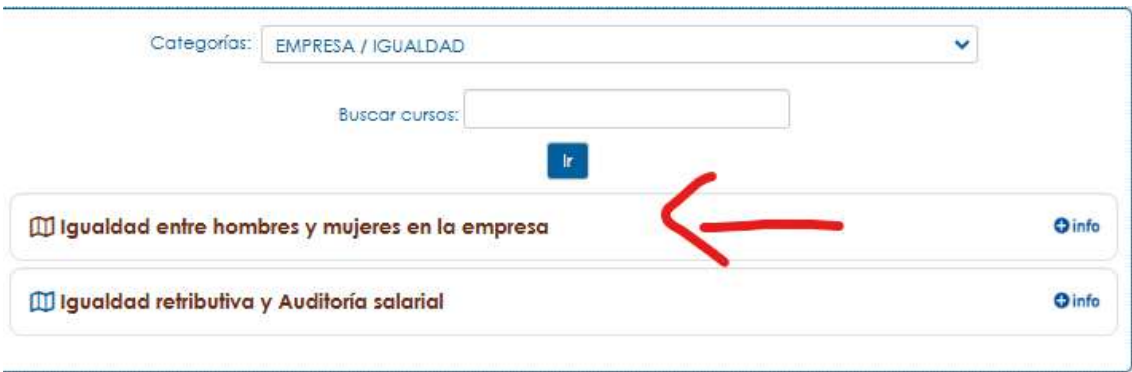 Categorías: EMPRESA / IGUALDAD
Buscar cursos:
Ir
Igualdad entre hombres y mujeres en la empresa info
Igualdad retributiva y Auditoría salarial info